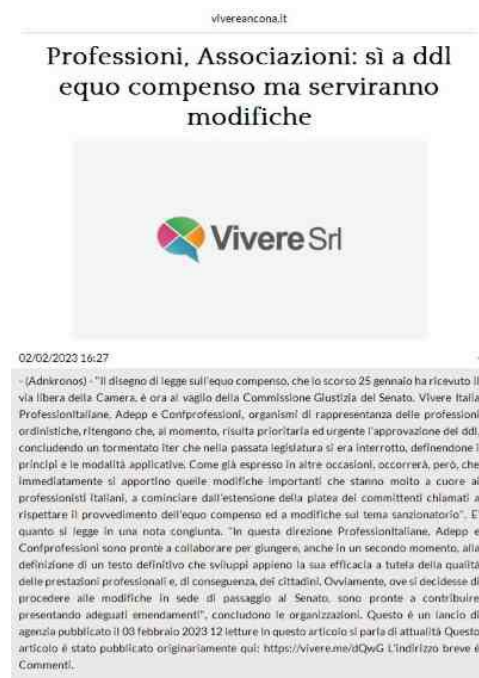 vivereancona.it
Professioni, Associazioni: sì a ddl
equo compenso ma serviranno
modifiche
Vivere Srl
02/02/2023 16:27
- (Adnkronos) - "Il disegno di legge sull'equo compenso, che lo scorso 25 gennaio ha ricevuto il
via libera della Camera, è ora al vaglio della Commissione Giustizia del Senato. Vivere Italia
ProfessionItaliane, Adepp e Confprofessioni, organismi di rappresentanza delle professioni
ordinistiche, ritengono che, al momento, risulta prioritaria ed urgente l'approvazione del ddl,
concludendo un tormentato iter che nella passata legislatura si era interrotto, definendone i
principi e le modalità applicative. Come già espresso in altre occasioni, occorrerà, però, che
immediatamente si apportino quelle modifiche importanti che stanno molto a cuore ai
professionisti italiani, a cominciare dall'estensione della platea dei committenti chiamati a
rispettare il provvedimento dell'equo compenso ed a modifiche sul tema sanzionatorio". E'
quanto si legge in una nota congiunta. "In questa direzione ProfessionItaliane, Adepp e
Confprofessioni sono pronte a collaborare per giungere, anche in un secondo momento, alla
definizione di un testo definitivo che sviluppi appieno la sua efficacia a tutela della qualità
delle prestazioni professionali e, di conseguenza, dei cittadini. Ovviamente, ove si decidesse di
procedere alle modifiche in sede di passaggio al Senato, sono pronte a contribuire
presentando adeguati emendamenti", concludono le organizzazioni. Questo è un lancio di
agenzia pubblicato il 03 febbraio 2023 12 letture In questo articolo si parla di attualità Questo
articolo è stato pubblicato originariamente qui: https://vivere.me/dQwG L'indirizzo breve è
Commenti.